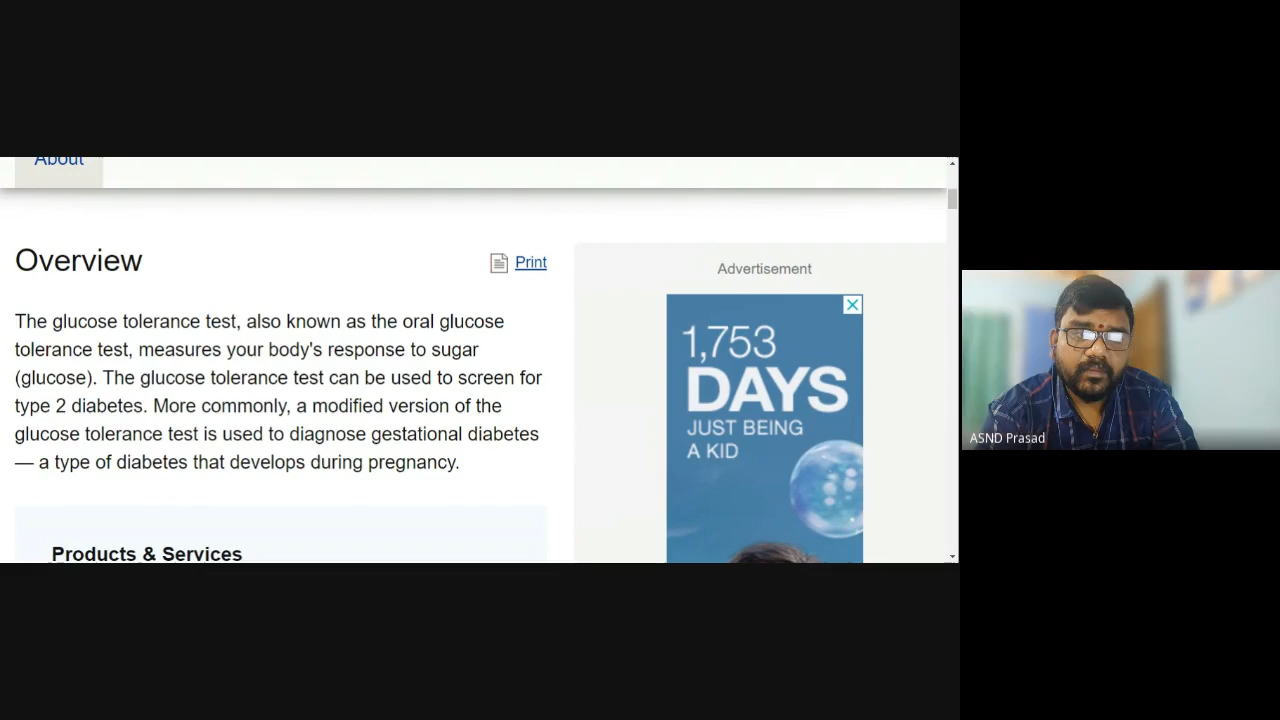 About
Overview
Print
The glucose tolerance test, also known as the oral glucose
tolerance test, measures your body's response to sugar
(glucose). The glucose tolerance test can be used to screen for
type 2 diabetes. More commonly, a modified version of the
glucose tolerance test is used to diagnose gestational diabetes
— a type of diabetes that develops during pregnancy.
Products & Services
Advertisement
1,753
DAYS
JUST BEING
A KID
ASND Prasad